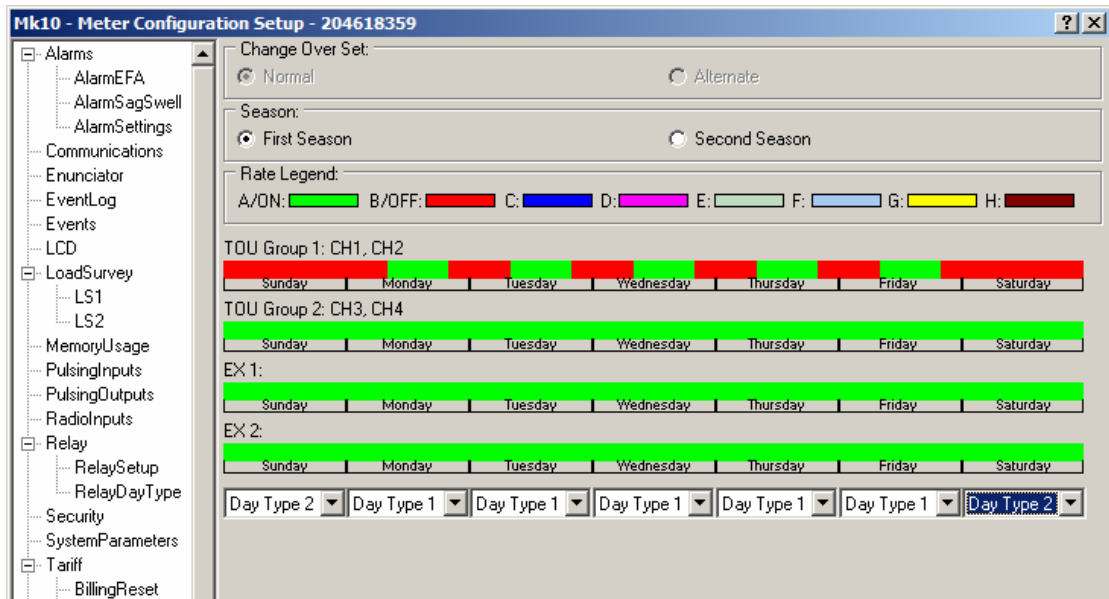 Mk10 - Meter Configuration Setup - 204618359
Alarms
AlarmEFA
AlarmSagSwell
AlarmSettings
Communications
Enunciator
EventLog
Events
LCD
LoadSurvey
LS1
LS2
MemoryUsage
PulsingInputs
PulsingOutputs
RadioInputs
Relay
RelaySetup
RelayDayType
Security
SystemParameters
Tariff
BillingReset
Change Over Set:
Normal Alternate
Season:
First Season Second Season
Rate Legend:
A/ON: B/OFF: C: D: E: F: G: H:
TOU Group 1: CH1, CH2
Sunday Monday Tuesday Wednesday Thursday Friday Saturday
TOU Group 2: CH3, CH4
Sunday Monday Tuesday Wednesday Thursday Friday Saturday
EX 1:
Sunday Monday Tuesday Wednesday Thursday Friday Saturday
EX 2:
Sunday Monday Tuesday Wednesday Thursday Friday Saturday
Day Type 2 Day Type 1 Day Type 1 Day Type 1 Day Type 1 Day Type 1 Day Type 2